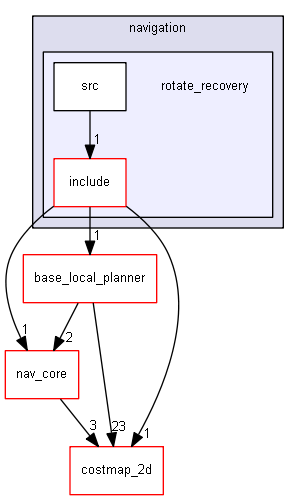 navigation
src
rotate_recovery
1
include
1
base_local_planner
1
2
nav_core
3
23
1
costmap_2d